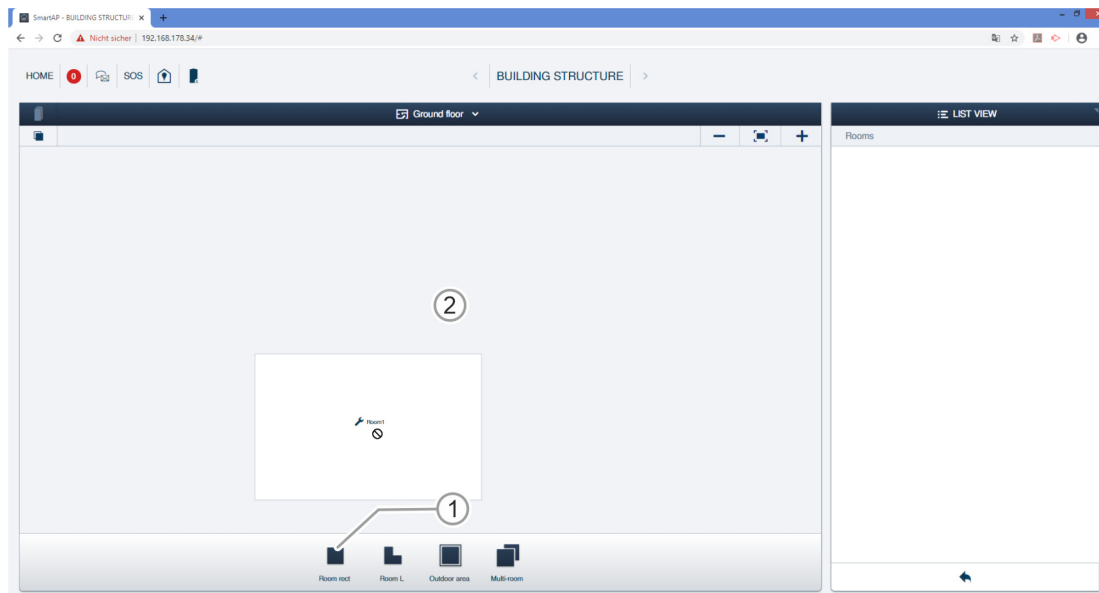 SmartAP - BUILDING STRUCTUR
Nicht sicher | 192.168.178.34/#
HOME 0 SOS BUILDING STRUCTURE
Ground floor
LIST VIEW
Rooms
2
Room1
1
Room rect Room L Outdoor area Multi-room